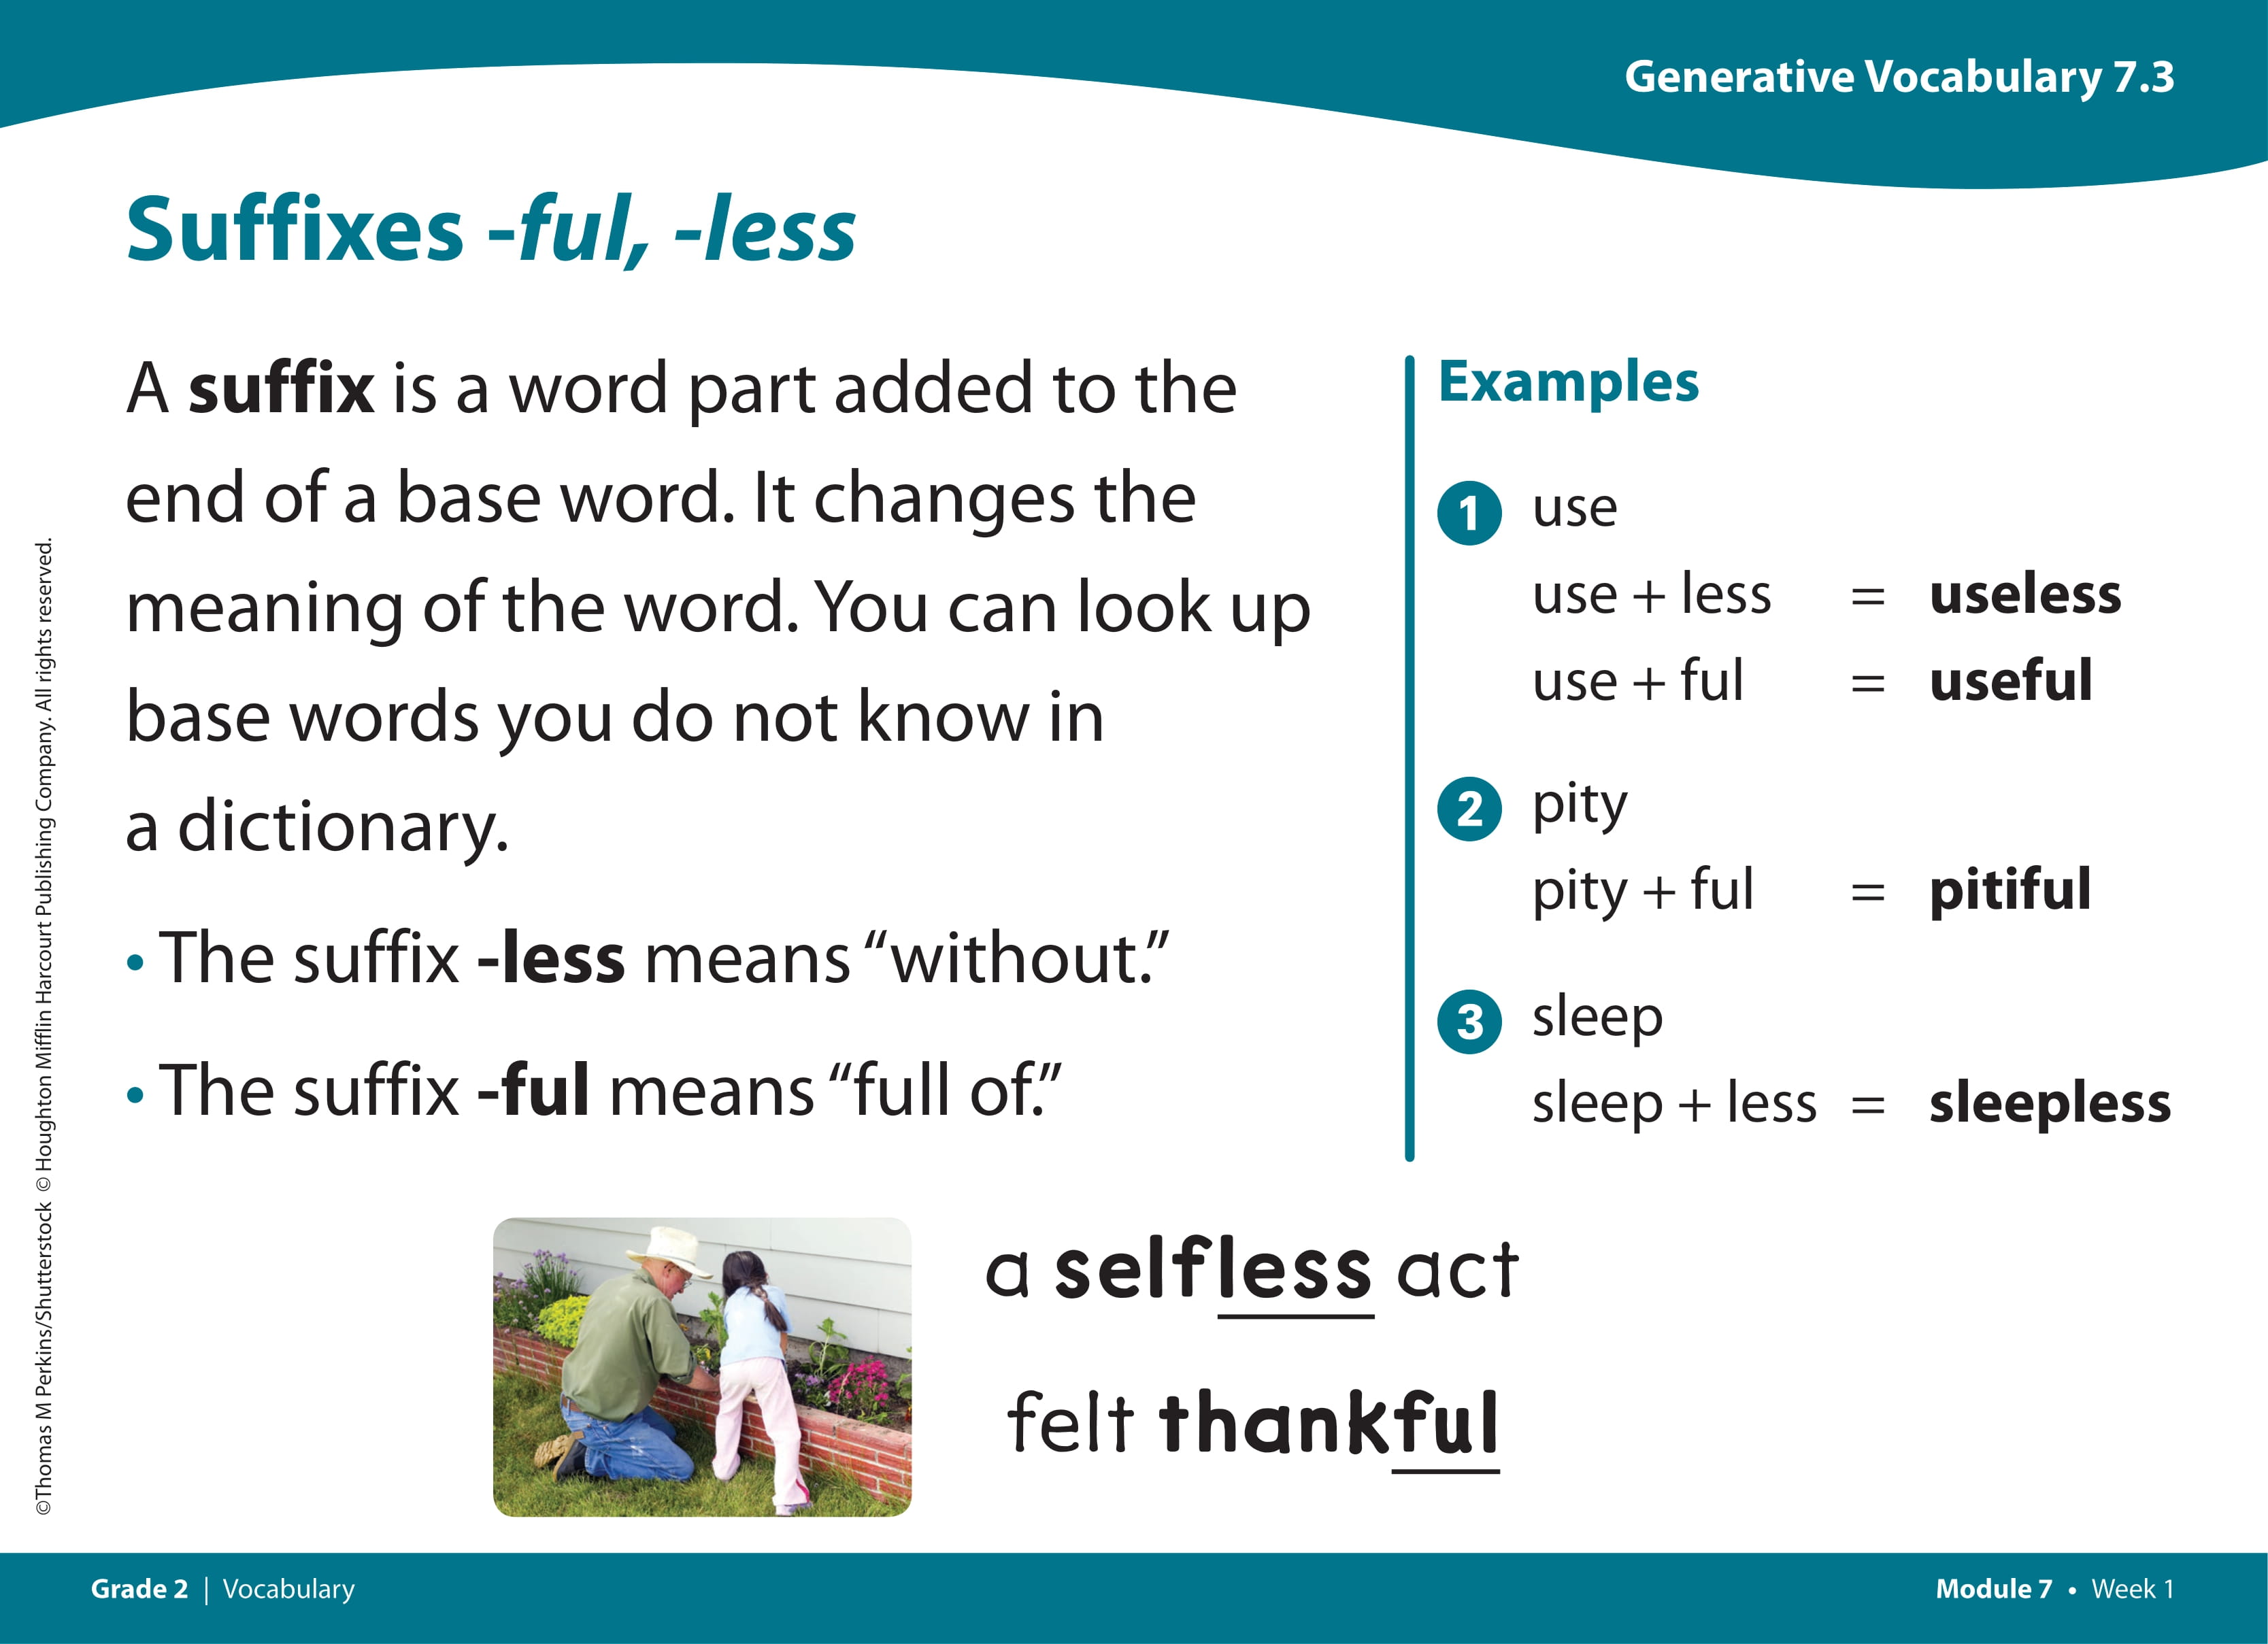 Generative Vocabulary 7.3
Suffixes -ful, -less
A suffix is a word part added to the
end of a base word. It changes the
meaning of the word. You can look up
base words you do not know in
a dictionary.
• The suffix -less means “without.”
• The suffix -ful means “full of.”
Examples
1 use
use + less = useless
use + ful = useful
2 pity
pity + ful = pitiful
3 sleep
sleep + less = sleepless
a selfless act
felt thankful
©Thomas M Perkins/Shutterstock © Houghton Mifflin Harcourt Publishing Company. All rights reserved.
Grade 2 | Vocabulary
Module 7 • Week 1